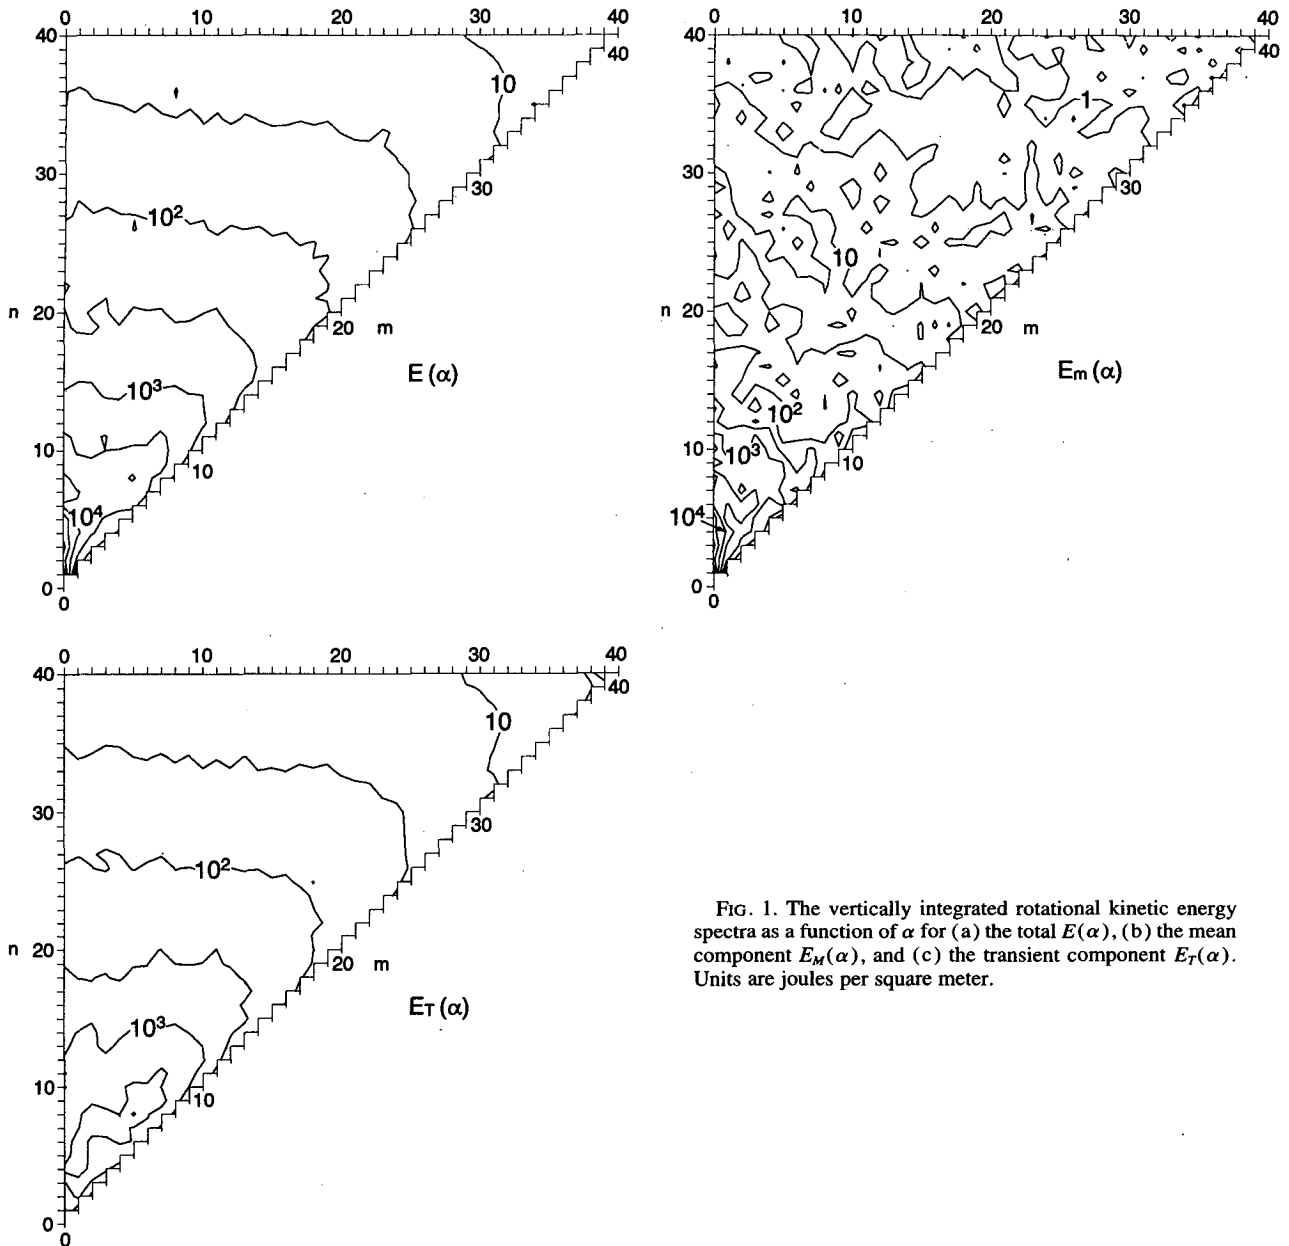 0 10 20 30 40
40 40
10
30
30
10²
n 20
20 m
E (α)
10³
10
10
10⁴
0
0
0 10 20 30 40
40 40
1
30
30
10
n 20
20 m
Em (α)
10²
10³
10
10
10⁴
0
0
0 10 20 30 40
40 40
10
30
30
10²
n 20
20 m
ET (α)
10³
10
10
0
0
FIG. 1. The vertically integrated rotational kinetic energy
spectra as a function of α for (a) the total E(α), (b) the mean
component EM(α), and (c) the transient component ET(α).
Units are joules per square meter.